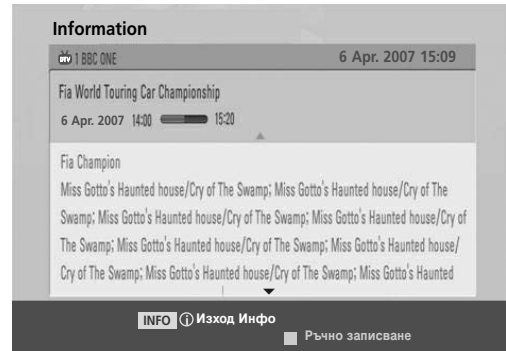 Information
DTV 1 BBC ONE 6 Apr. 2007 15:09
Fia World Touring Car Championship
6 Apr. 2007 14:00 15:20
Fia Champion
Miss Gotto's Haunted house/Cry of The Swamp; Miss Gotto's Haunted house/Cry of The
Swamp; Miss Gotto's Haunted house/Cry of The Swamp; Miss Gotto's Haunted house/Cry of
The Swamp; Miss Gotto's Haunted house/Cry of The Swamp; Miss Gotto's Haunted house/
Cry of The Swamp; Miss Gotto's Haunted house/Cry of The Swamp; Miss Gotto's Haunted
INFO i Изход Инфо
Ръчно записване